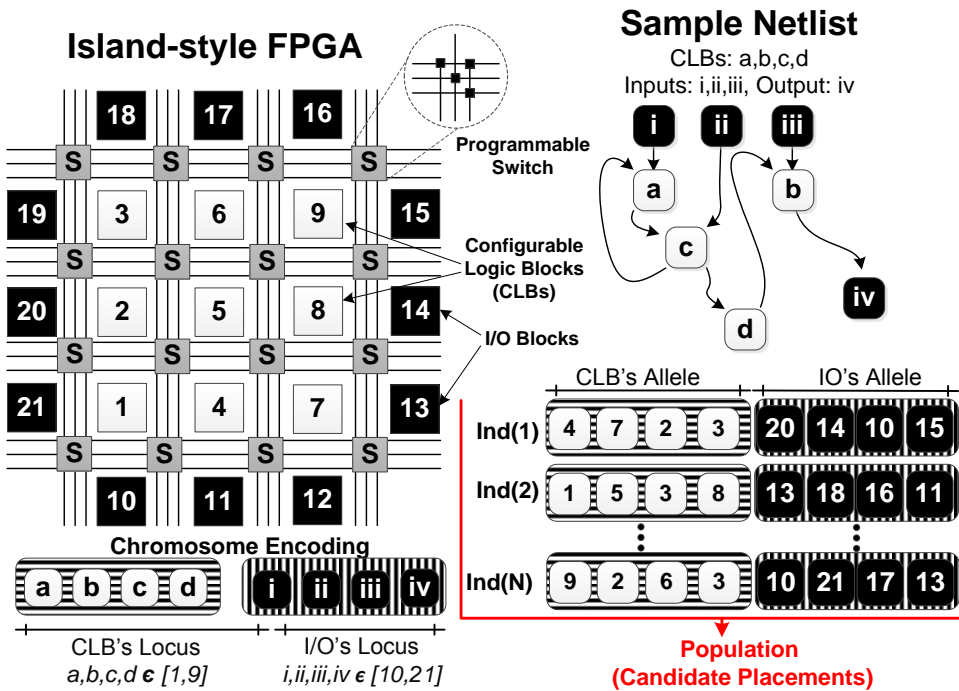 Island-style FPGA
Sample Netlist
CLBs: a,b,c,d
Inputs: i,ii,iii, Output: iv
18 17 16
Programmable
Switch
S S S S
19 3 6 9 15
S S S S
Configurable
Logic Blocks
(CLBs)
20 2 5 8 14
I/O Blocks
S S S S
21 1 4 7 13
S S S S
10 11 12
i ii iii
a b
c
iv
d
CLB's Allele IO's Allele
Ind(1) 4 7 2 3 20 14 10 15
Ind(2) 1 5 3 8 13 18 16 11
Ind(N) 9 2 6 3 10 21 17 13
Chromosome Encoding
a b c d i ii iii iv
CLB's Locus I/O's Locus
a,b,c,d ϵ [1,9] i,ii,iii,iv ϵ [10,21]
Population
(Candidate Placements)